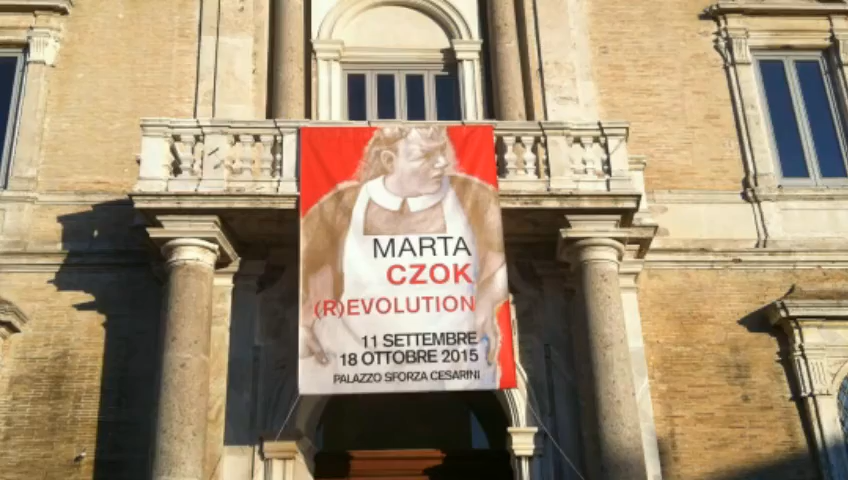 MARTA
CZOK
(R)EVOLUTION
11 SETTEMBRE
18 OTTOBRE 2015
PALAZZO SFORZA CESARINI